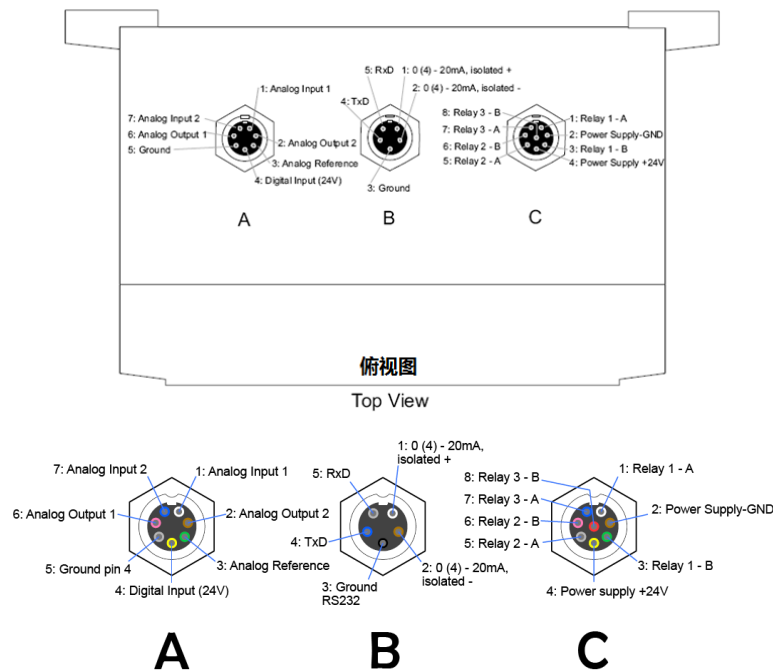 1: Analog Input 1
7: Analog Input 2
6: Analog Output 1
5: Ground
2: Analog Output 2
3: Analog Reference
4: Digital Input (24V)
A
5: RxD
1: 0 (4) - 20mA, isolated +
4: TxD
2: 0 (4) - 20mA, isolated -
3: Ground
B
8: Relay 3 - B
7: Relay 3 - A
6: Relay 2 - B
5: Relay 2 - A
1: Relay 1 - A
2: Power Supply-GND
3: Relay 1 - B
4: Power Supply +24V
C
俯视图
Top View
7: Analog Input 2
1: Analog Input 1
6: Analog Output 1
2: Analog Output 2
5: Ground pin 4
3: Analog Reference
4: Digital Input (24V)
A
1: 0 (4) - 20mA,
isolated +
5: RxD
4: TxD
2: 0 (4) - 20mA,
isolated -
3: Ground
RS232
B
8: Relay 3 - B
1: Relay 1 - A
7: Relay 3 - A
2: Power Supply-GND
6: Relay 2 - B
5: Relay 2 - A
3: Relay 1 - B
4: Power supply +24V
C